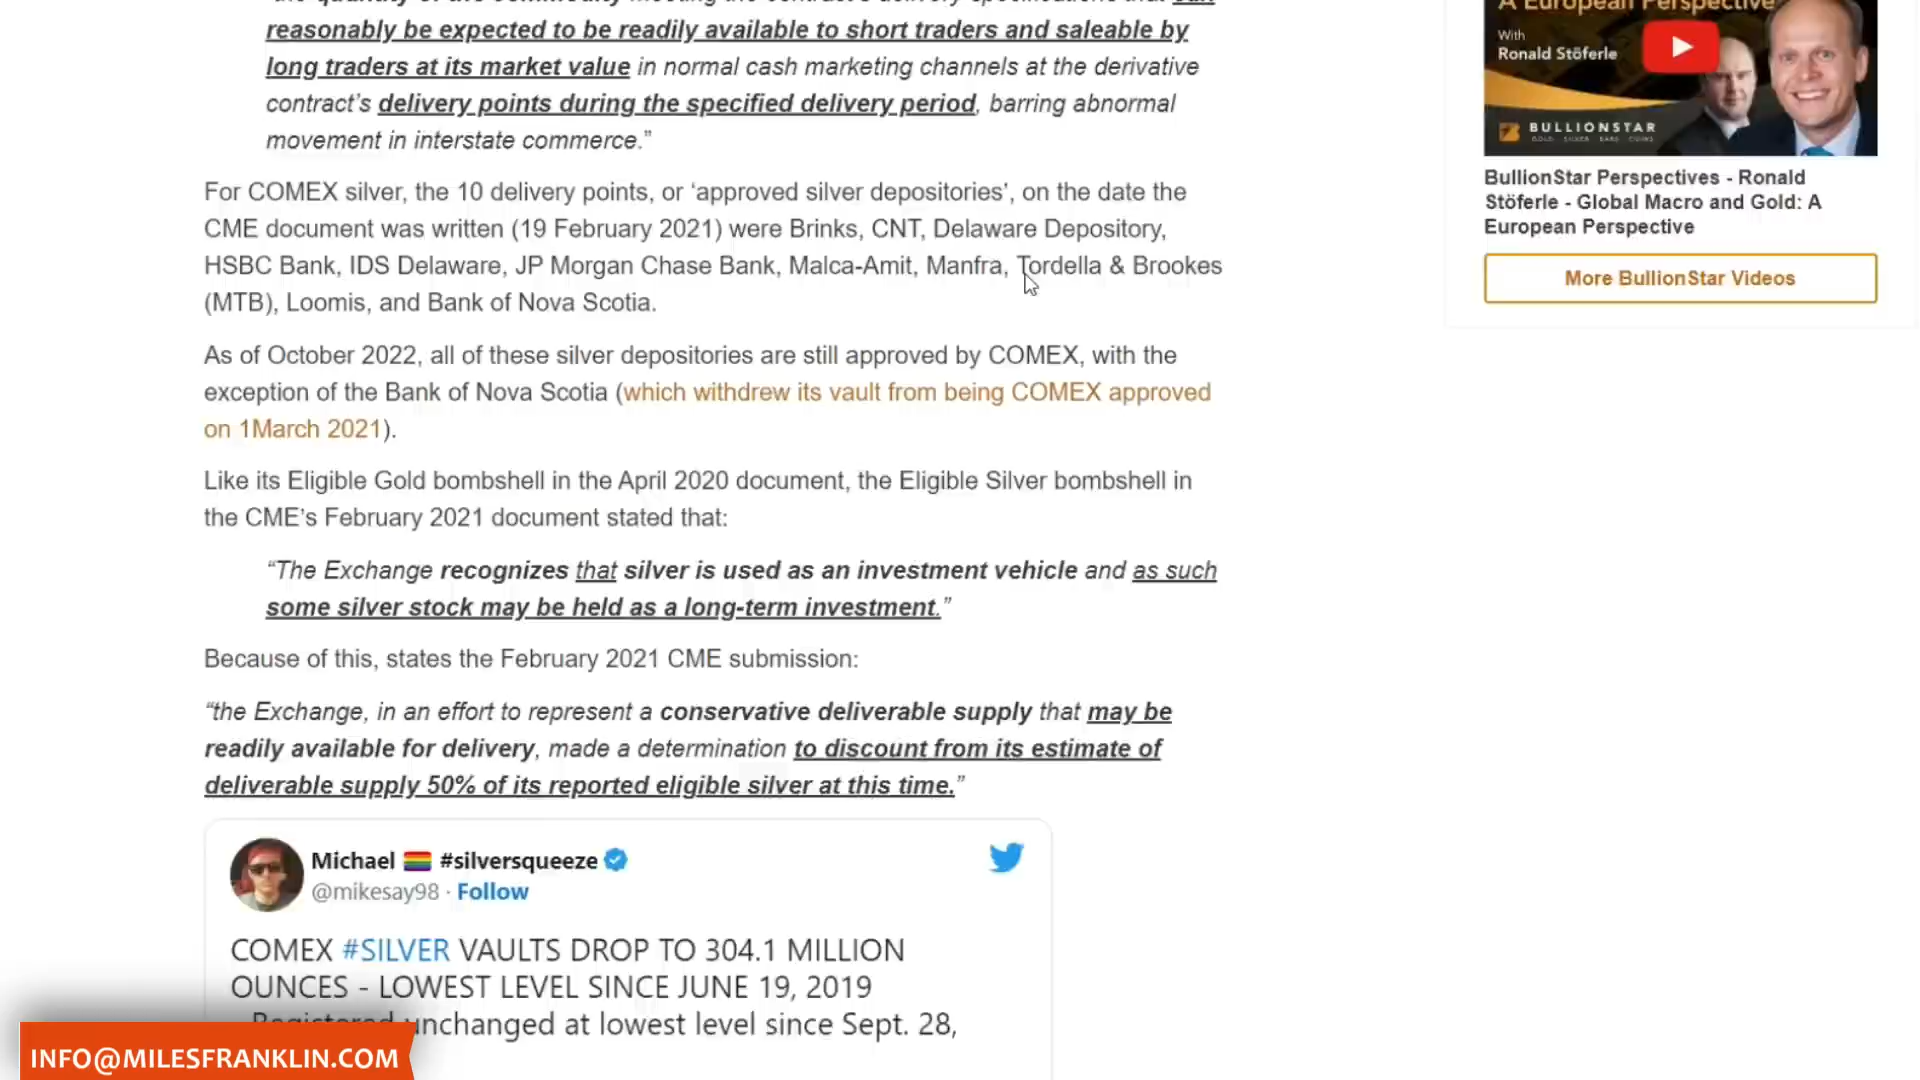 reasonably be expected to be readily available to short traders and saleable by
long traders at its market value in normal cash marketing channels at the derivative
contract’s delivery points during the specified delivery period, barring abnormal
movement in interstate commerce.”
For COMEX silver, the 10 delivery points, or ‘approved silver depositories’, on the date the
CME document was written (19 February 2021) were Brinks, CNT, Delaware Depository,
HSBC Bank, IDS Delaware, JP Morgan Chase Bank, Malca-Amit, Manfra, Tordella & Brookes
(MTB), Loomis, and Bank of Nova Scotia.
As of October 2022, all of these silver depositories are still approved by COMEX, with the
exception of the Bank of Nova Scotia (which withdrew its vault from being COMEX approved
on 1March 2021).
Like its Eligible Gold bombshell in the April 2020 document, the Eligible Silver bombshell in
the CME’s February 2021 document stated that:
“The Exchange recognizes that silver is used as an investment vehicle and as such
some silver stock may be held as a long-term investment.”
Because of this, states the February 2021 CME submission:
“the Exchange, in an effort to represent a conservative deliverable supply that may be
readily available for delivery, made a determination to discount from its estimate of
deliverable supply 50% of its reported eligible silver at this time.”
Michael 🏳️‍🌈 #silversqueeze
@mikesay98 · Follow
COMEX #SILVER VAULTS DROP TO 304.1 MILLION
OUNCES - LOWEST LEVEL SINCE JUNE 19, 2019
Registered unchanged at lowest level since Sept. 28,
INFO@MILESFRANKLIN.COM
A European Perspective
With
Ronald Stöferle
BULLIONSTAR
GOLD SILVER BARS COINS
BullionStar Perspectives - Ronald
Stöferle - Global Macro and Gold: A
European Perspective
More BullionStar Videos